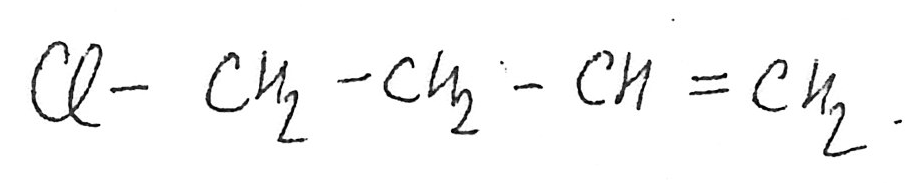 Cl – CH₂ – CH₂ – CH = CH₂.